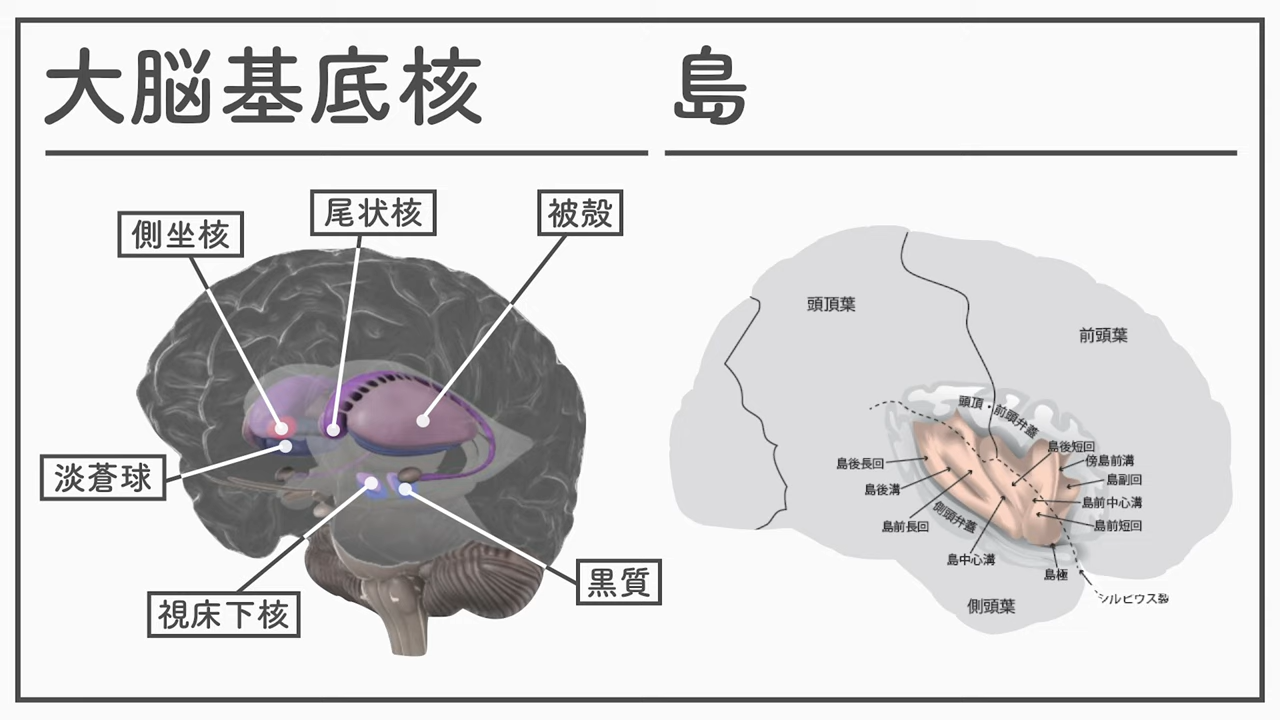 大脳基底核
島
側坐核
尾状核
被殻
淡蒼球
視床下核
黒質
頭頂葉
前頭葉
頭頂・前頭弁蓋
島後短回
傍島前溝
島後長回
島副回
島後溝
島前中心溝
島前長回
側頭弁蓋
島前短回
島中心溝
島極
側頭葉
シルビウス裂